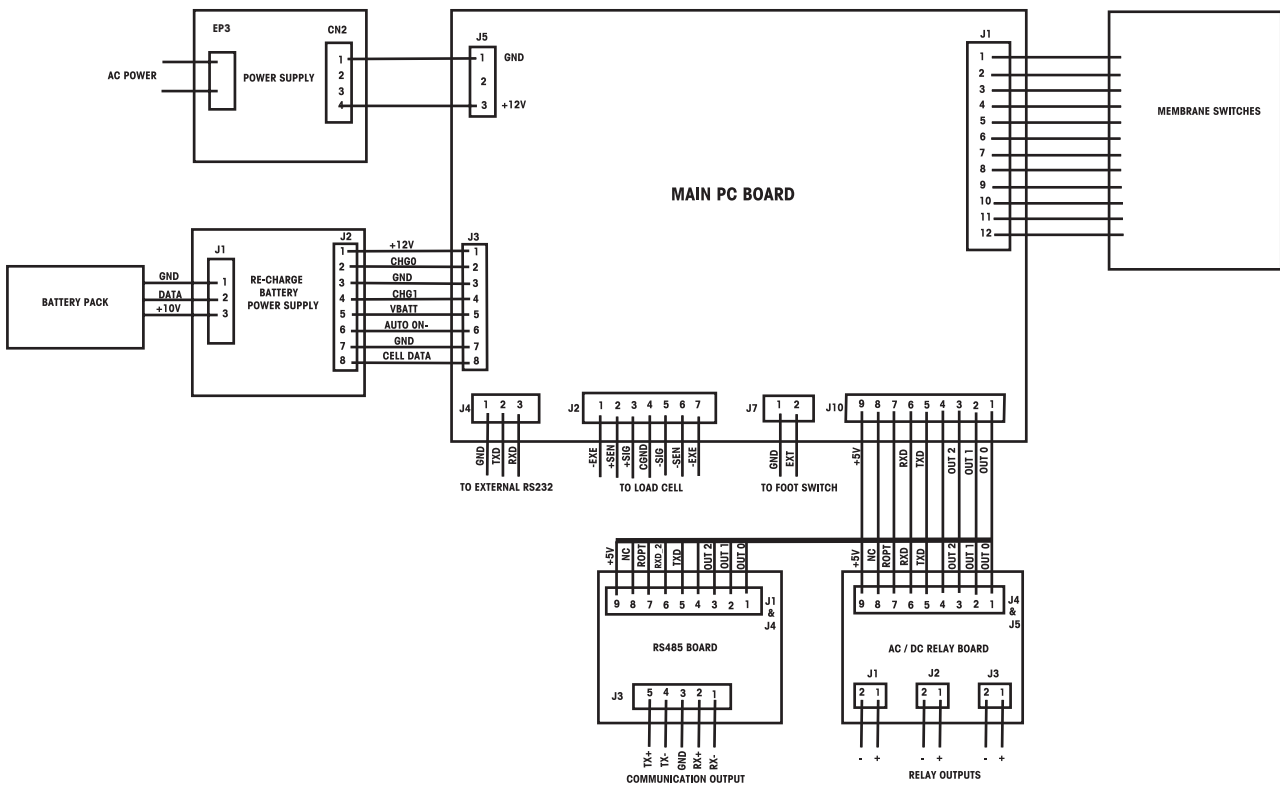 EP3
CN2
AC POWER
POWER SUPPLY
1
2
3
4
J5
1 GND
2
3 +12V
MAIN PC BOARD
J1
1
2
3
4
5
6
7
8
9
10
11
12
MEMBRANE SWITCHES
BATTERY PACK
GND
DATA
+10V
J1
1
2
3
RE-CHARGE
BATTERY
POWER SUPPLY
J2
1
2
3
4
5
6
7
8
+12V
CHG0
GND
CHG1
VBATT
AUTO ON-
GND
CELL DATA
J3
1
2
3
4
5
6
7
8
J4
1 2 3
GND
TXD
RXD
TO EXTERNAL RS232
J2
1 2 3 4 5 6 7
-EXE
+SEN
+SIG
CGND
-SIG
-SEN
-EXE
TO LOAD CELL
J7
1 2
GND
EXT
TO FOOT SWITCH
J10
9 8 7 6 5 4 3 2 1
+5V
RXD
TXD
OUT 2
OUT 1
OUT 0
+5V
NC
ROPT
RXD_2
TXD
OUT 2
OUT 1
OUT 0
9 8 7 6 5 4 3 2 1
J1
&
J4
RS485 BOARD
J3
5 4 3 2 1
TX+
TX-
GND
RX+
RX-
COMMUNICATION OUTPUT
+5V
NC
ROPT
RXD
TXD
OUT 2
OUT 1
OUT 0
9 8 7 6 5 4 3 2 1
J4
&
J5
AC / DC RELAY BOARD
J1
2 1
J2
2 1
J3
2 1
- +
- +
- +
RELAY OUTPUTS